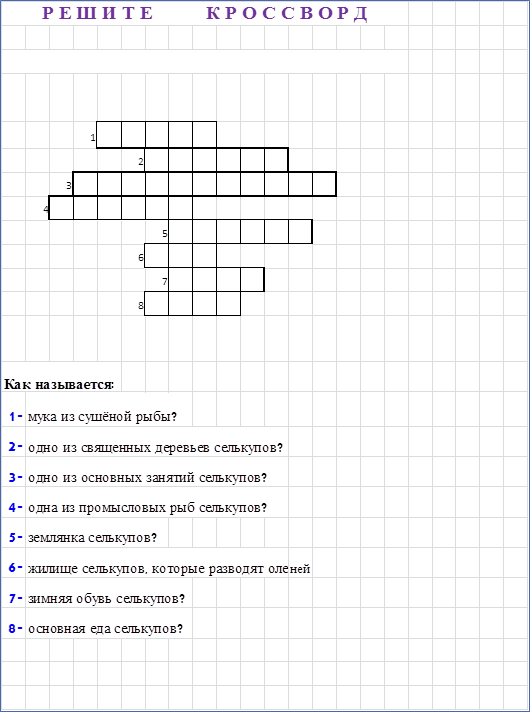 РЕШИТЕ КРОССВОРД
1
2
3
4
5
6
7
8
Как называется:
1- мука из сушёной рыбы?
2- одно из священных деревьев селькупов?
3- одно из основных занятий селькупов?
4- одна из промысловых рыб селькупов?
5- землянка селькупов?
6- жилище селькупов, которые разводят оленей
7- зимняя обувь селькупов?
8- основная еда селькупов?